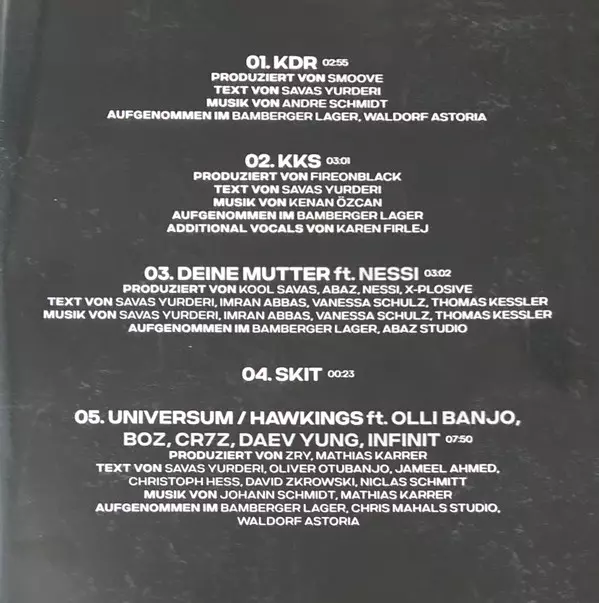 01. KDR 02:55
PRODUZIERT VON SMOOVE
TEXT VON SAVAS YURDERI
MUSIK VON ANDRE SCHMIDT
AUFGENOMMEN IM BAMBERGER LAGER, WALDORF ASTORIA
02. KKS 03:01
PRODUZIERT VON FIREONBLACK
TEXT VON SAVAS YURDERI
MUSIK VON KENAN ÖZCAN
AUFGENOMMEN IM BAMBERGER LAGER
ADDITIONAL VOCALS VON KAREN FIRLEJ
03. DEINE MUTTER ft. NESSI 03:02
PRODUZIERT VON KOOL SAVAS, ABAZ, NESSI, X-PLOSIVE
TEXT VON SAVAS YURDERI, IMRAN ABBAS, VANESSA SCHULZ, THOMAS KESSLER
MUSIK VON SAVAS YURDERI, IMRAN ABBAS, VANESSA SCHULZ, THOMAS KESSLER
AUFGENOMMEN IM BAMBERGER LAGER, ABAZ STUDIO
04. SKIT 00:23
05. UNIVERSUM / HAWKINGS ft. OLLI BANJO,
BOZ, CR7Z, DAEV YUNG, INFINIT 07:50
PRODUZIERT VON ZRY, MATHIAS KARRER
TEXT VON SAVAS YURDERI, OLIVER OTUBANJO, JAMEEL AHMED,
CHRISTOPH HESS, DAVID ZKROWSKI, NICLAS SCHMITT
MUSIK VON JOHANN SCHMIDT, MATHIAS KARRER
AUFGENOMMEN IM BAMBERGER LAGER, CHRIS MAHALS STUDIO,
WALDORF ASTORIA